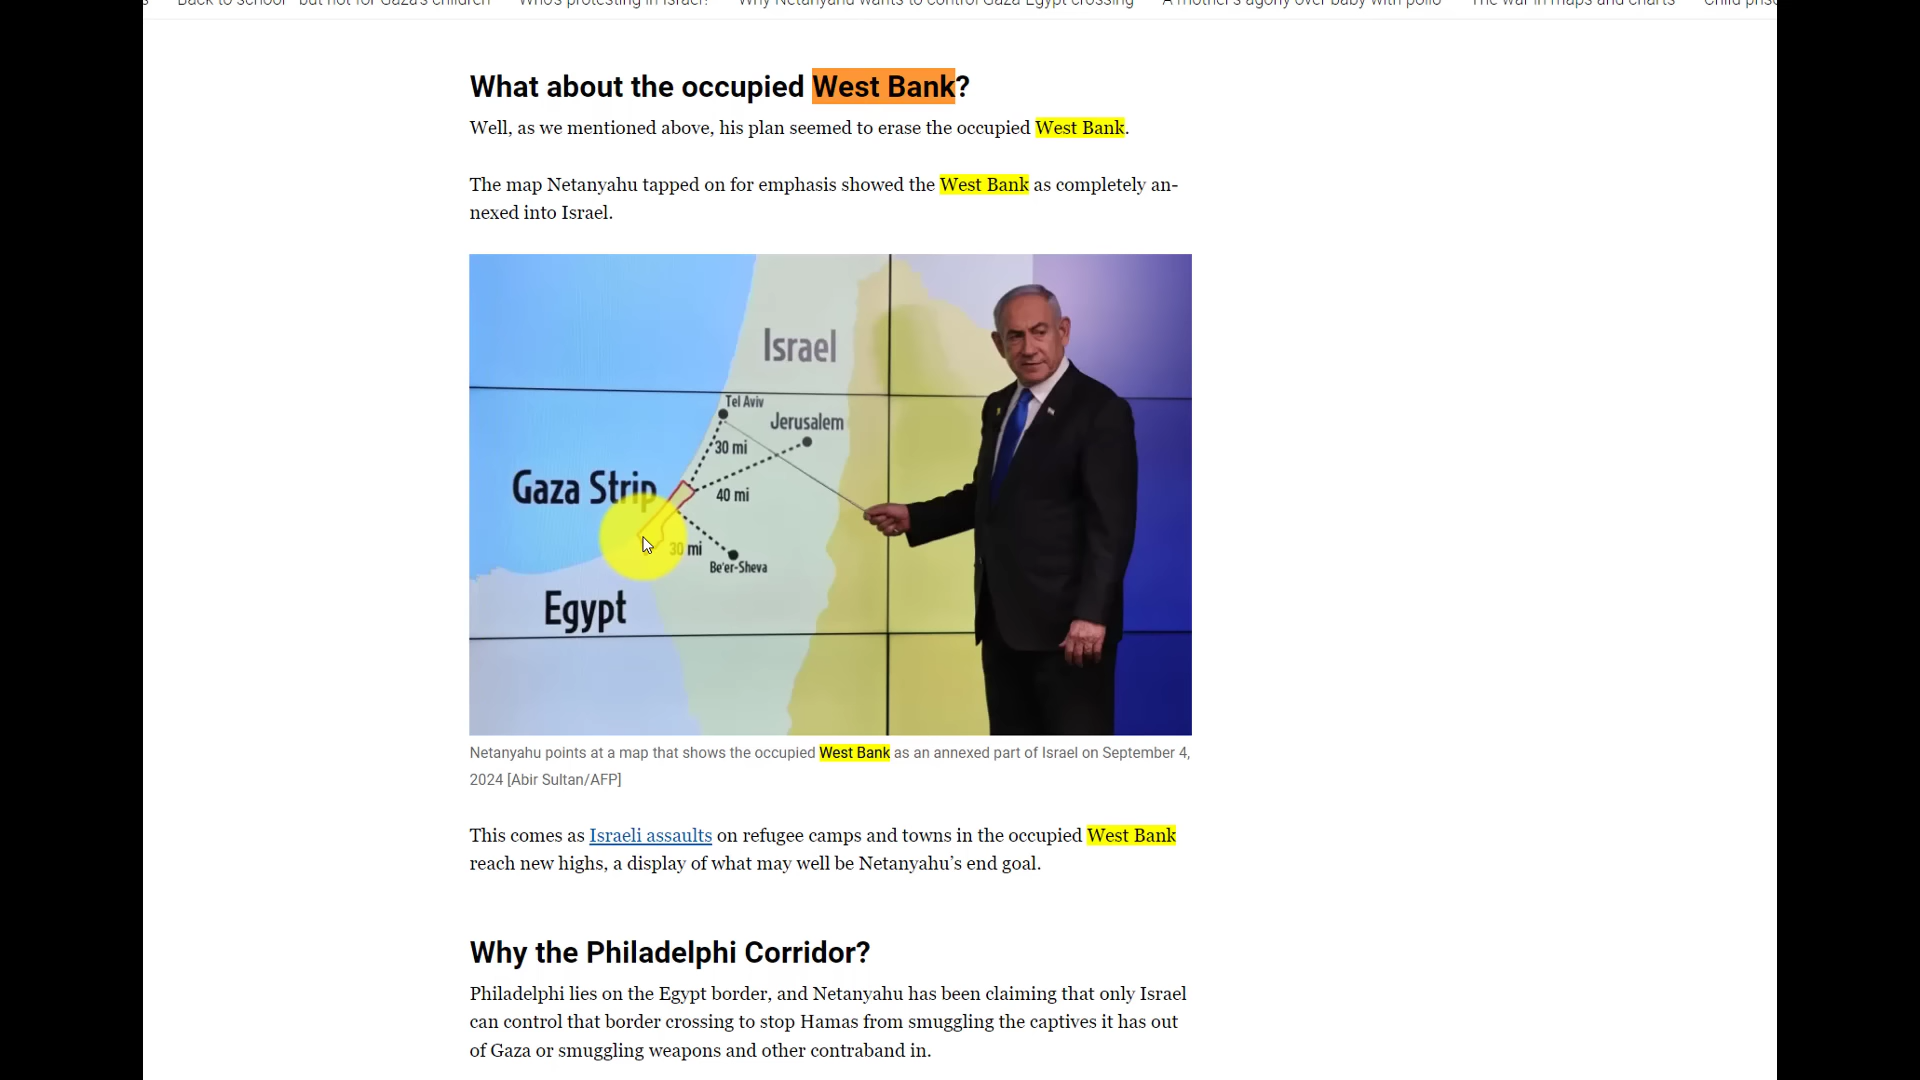 Back to school – but not for Gaza's children Who's protesting in Israel? Why Netanyahu wants to control Gaza-Egypt crossing A mother's agony over baby with polio The war in maps and charts
What about the occupied West Bank?
Well, as we mentioned above, his plan seemed to erase the occupied West Bank.
The map Netanyahu tapped on for emphasis showed the West Bank as completely an-
nexed into Israel.
Israel
Tel Aviv
Jerusalem
30 mi
Gaza Strip
40 mi
30 mi
Be'er-Sheva
Egypt
Netanyahu points at a map that shows the occupied West Bank as an annexed part of Israel on September 4,
2024 [Abir Sultan/AFP]
This comes as Israeli assaults on refugee camps and towns in the occupied West Bank
reach new highs, a display of what may well be Netanyahu’s end goal.
Why the Philadelphi Corridor?
Philadelphi lies on the Egypt border, and Netanyahu has been claiming that only Israel
can control that border crossing to stop Hamas from smuggling the captives it has out
of Gaza or smuggling weapons and other contraband in.